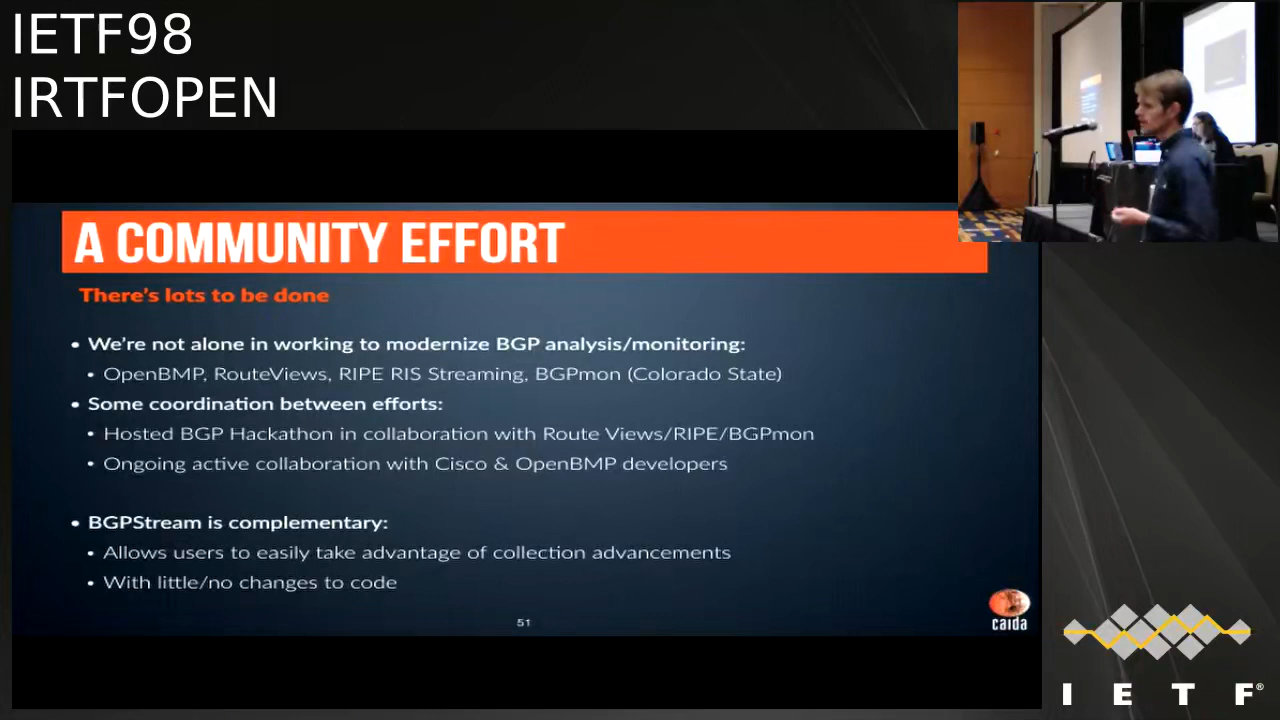 IETF98
IRTFOPEN
A COMMUNITY EFFORT
There's lots to be done
• We're not alone in working to modernize BGP analysis/monitoring:
• OpenBMP, RouteViews, RIPE RIS Streaming, BGPmon (Colorado State)
• Some coordination between efforts:
• Hosted BGP Hackathon in collaboration with Route Views/RIPE/BGPmon
• Ongoing active collaboration with Cisco & OpenBMP developers
• BGPStream is complementary:
• Allows users to easily take advantage of collection advancements
• With little/no changes to code
51
caida
I E T F®